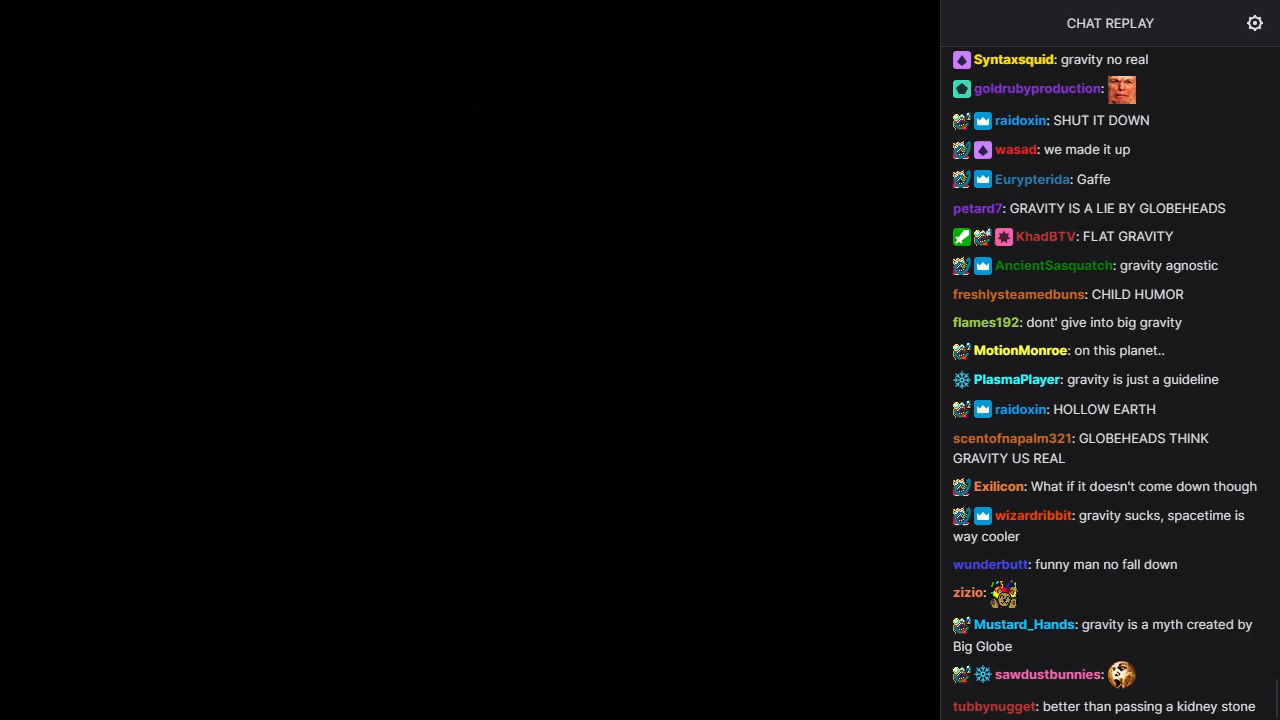 CHAT REPLAY
Syntaxsquid: gravity no real
goldrubyproduction:
raidoxin: SHUT IT DOWN
wasad: we made it up
Eurypterida: Gaffe
petard7: GRAVITY IS A LIE BY GLOBEHEADS
KhadBTV: FLAT GRAVITY
AncientSasquatch: gravity agnostic
freshlysteamedbuns: CHILD HUMOR
flames192: dont' give into big gravity
MotionMonroe: on this planet..
PlasmaPlayer: gravity is just a guideline
raidoxin: HOLLOW EARTH
scentofnapalm321: GLOBEHEADS THINK
GRAVITY US REAL
Exilicon: What if it doesn't come down though
wizardribbit: gravity sucks, spacetime is
way cooler
wunderbutt: funny man no fall down
zizio:
Mustard_Hands: gravity is a myth created by
Big Globe
sawdustbunnies:
tubbynugget: better than passing a kidney stone